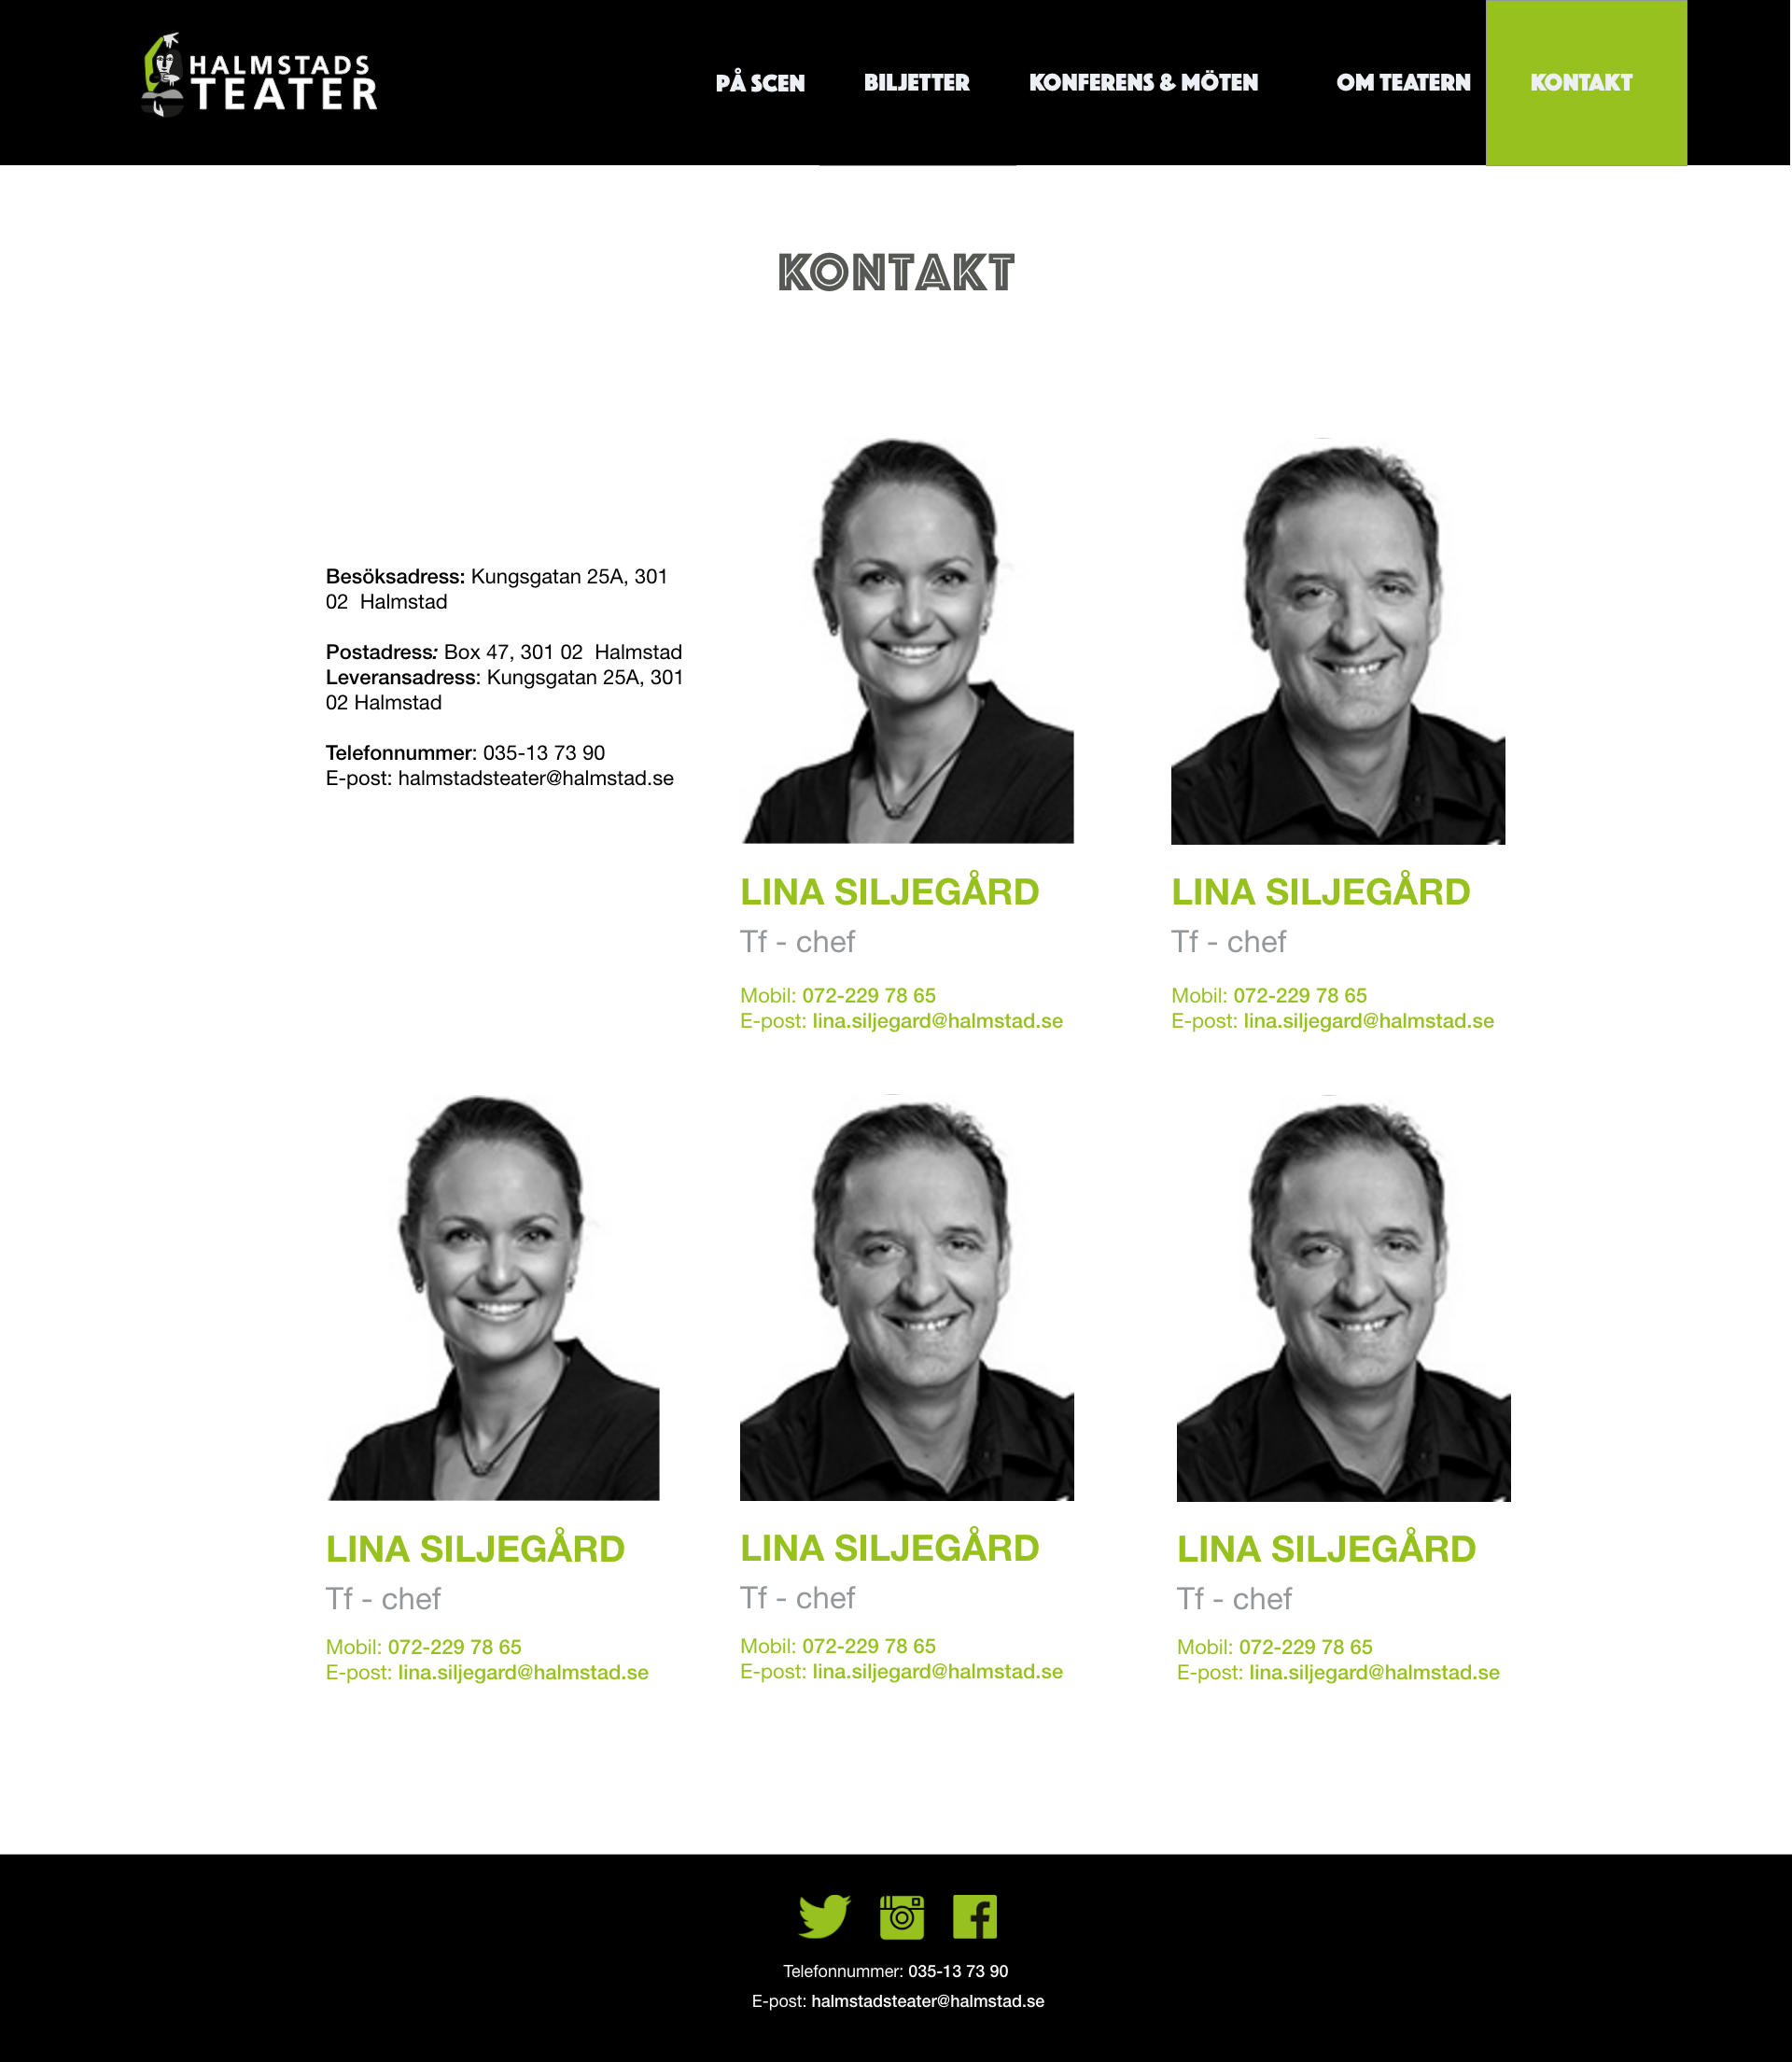 HALMSTADS
TEATER
PÅ SCEN
BILJETTER
KONFERENS & MÖTEN
OM TEATERN
KONTAKT
KONTAKT
Besöksadress: Kungsgatan 25A, 301
02  Halmstad
Postadress: Box 47, 301 02  Halmstad
Leveransadress: Kungsgatan 25A, 301
02 Halmstad
Telefonnummer: 035-13 73 90
E-post: halmstadsteater@halmstad.se
LINA SILJEGÅRD
Tf - chef
Mobil: 072-229 78 65
E-post: lina.siljegard@halmstad.se
LINA SILJEGÅRD
Tf - chef
Mobil: 072-229 78 65
E-post: lina.siljegard@halmstad.se
LINA SILJEGÅRD
Tf - chef
Mobil: 072-229 78 65
E-post: lina.siljegard@halmstad.se
LINA SILJEGÅRD
Tf - chef
Mobil: 072-229 78 65
E-post: lina.siljegard@halmstad.se
LINA SILJEGÅRD
Tf - chef
Mobil: 072-229 78 65
E-post: lina.siljegard@halmstad.se
Telefonnummer: 035-13 73 90
E-post: halmstadsteater@halmstad.se